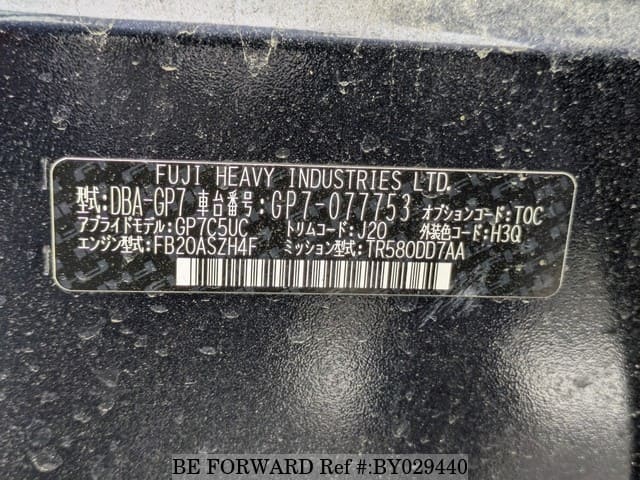 FUJI HEAVY INDUSTRIES LTD.
型式:DBA-GP7 車台番号:GP7-077753 オプションコード:TOC
アプライドモデル:GP7C5UC トリムコード:J20 外装色コード:H3Q
エンジン型式:FB20ASZH4F ミッション型式:TR580DD7AA
BE FORWARD Ref #:BY029440